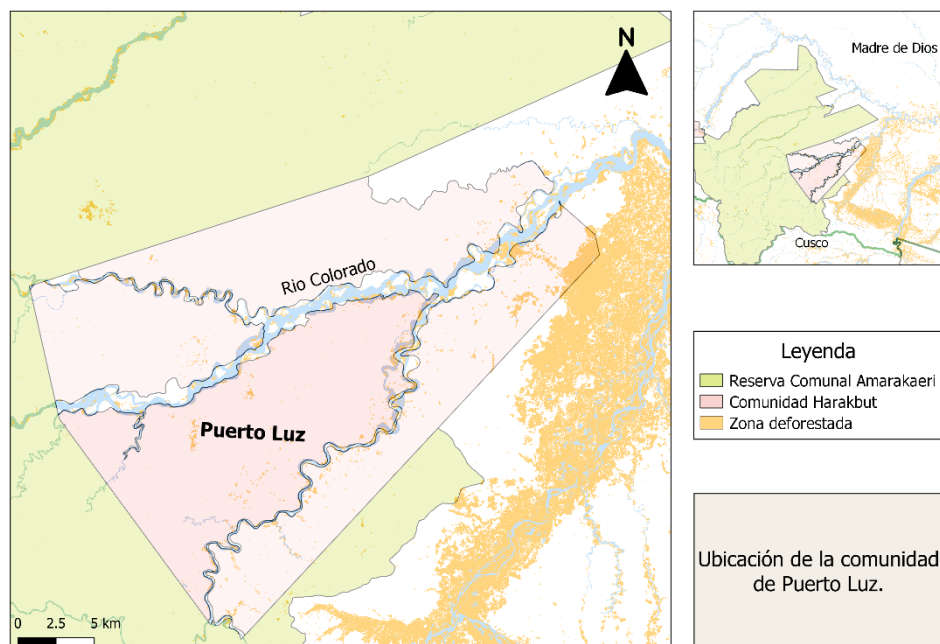 N
Rio Colorado
Puerto Luz
0 2.5 5 km
Madre de Dios
Cusco
Leyenda
Reserva Comunal Amarakaeri
Comunidad Harakbut
Zona deforestada
Ubicación de la comunidad
de Puerto Luz.